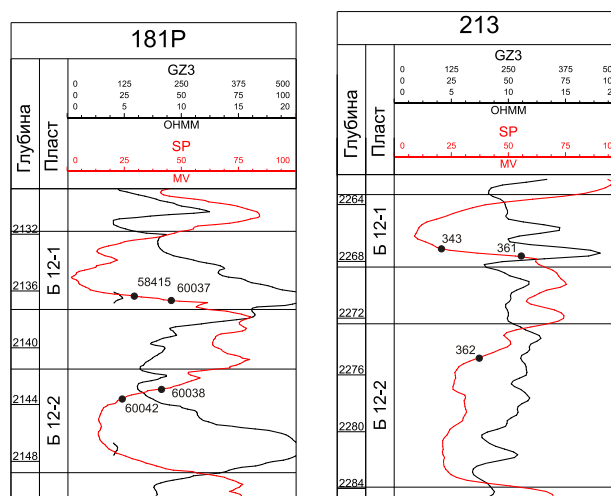 181Р
Глубина
Пласт
GZ3
0 125 250 375 500
0 25 50 75 100
0 5 10 15 20
OHMM
SP
0 25 50 75 100
MV
2132
Б 12-1
2136
58415
60037
2140
2144
60038
60042
Б 12-2
2148
213
Глубина
Пласт
GZ3
0 125 250 375 50
0 25 50 75 10
0 5 10 15 2
OHMM
SP
0 25 50 75 10
MV
2264
Б 12-1
343
361
2268
2272
362
2276
Б 12-2
2280
2284